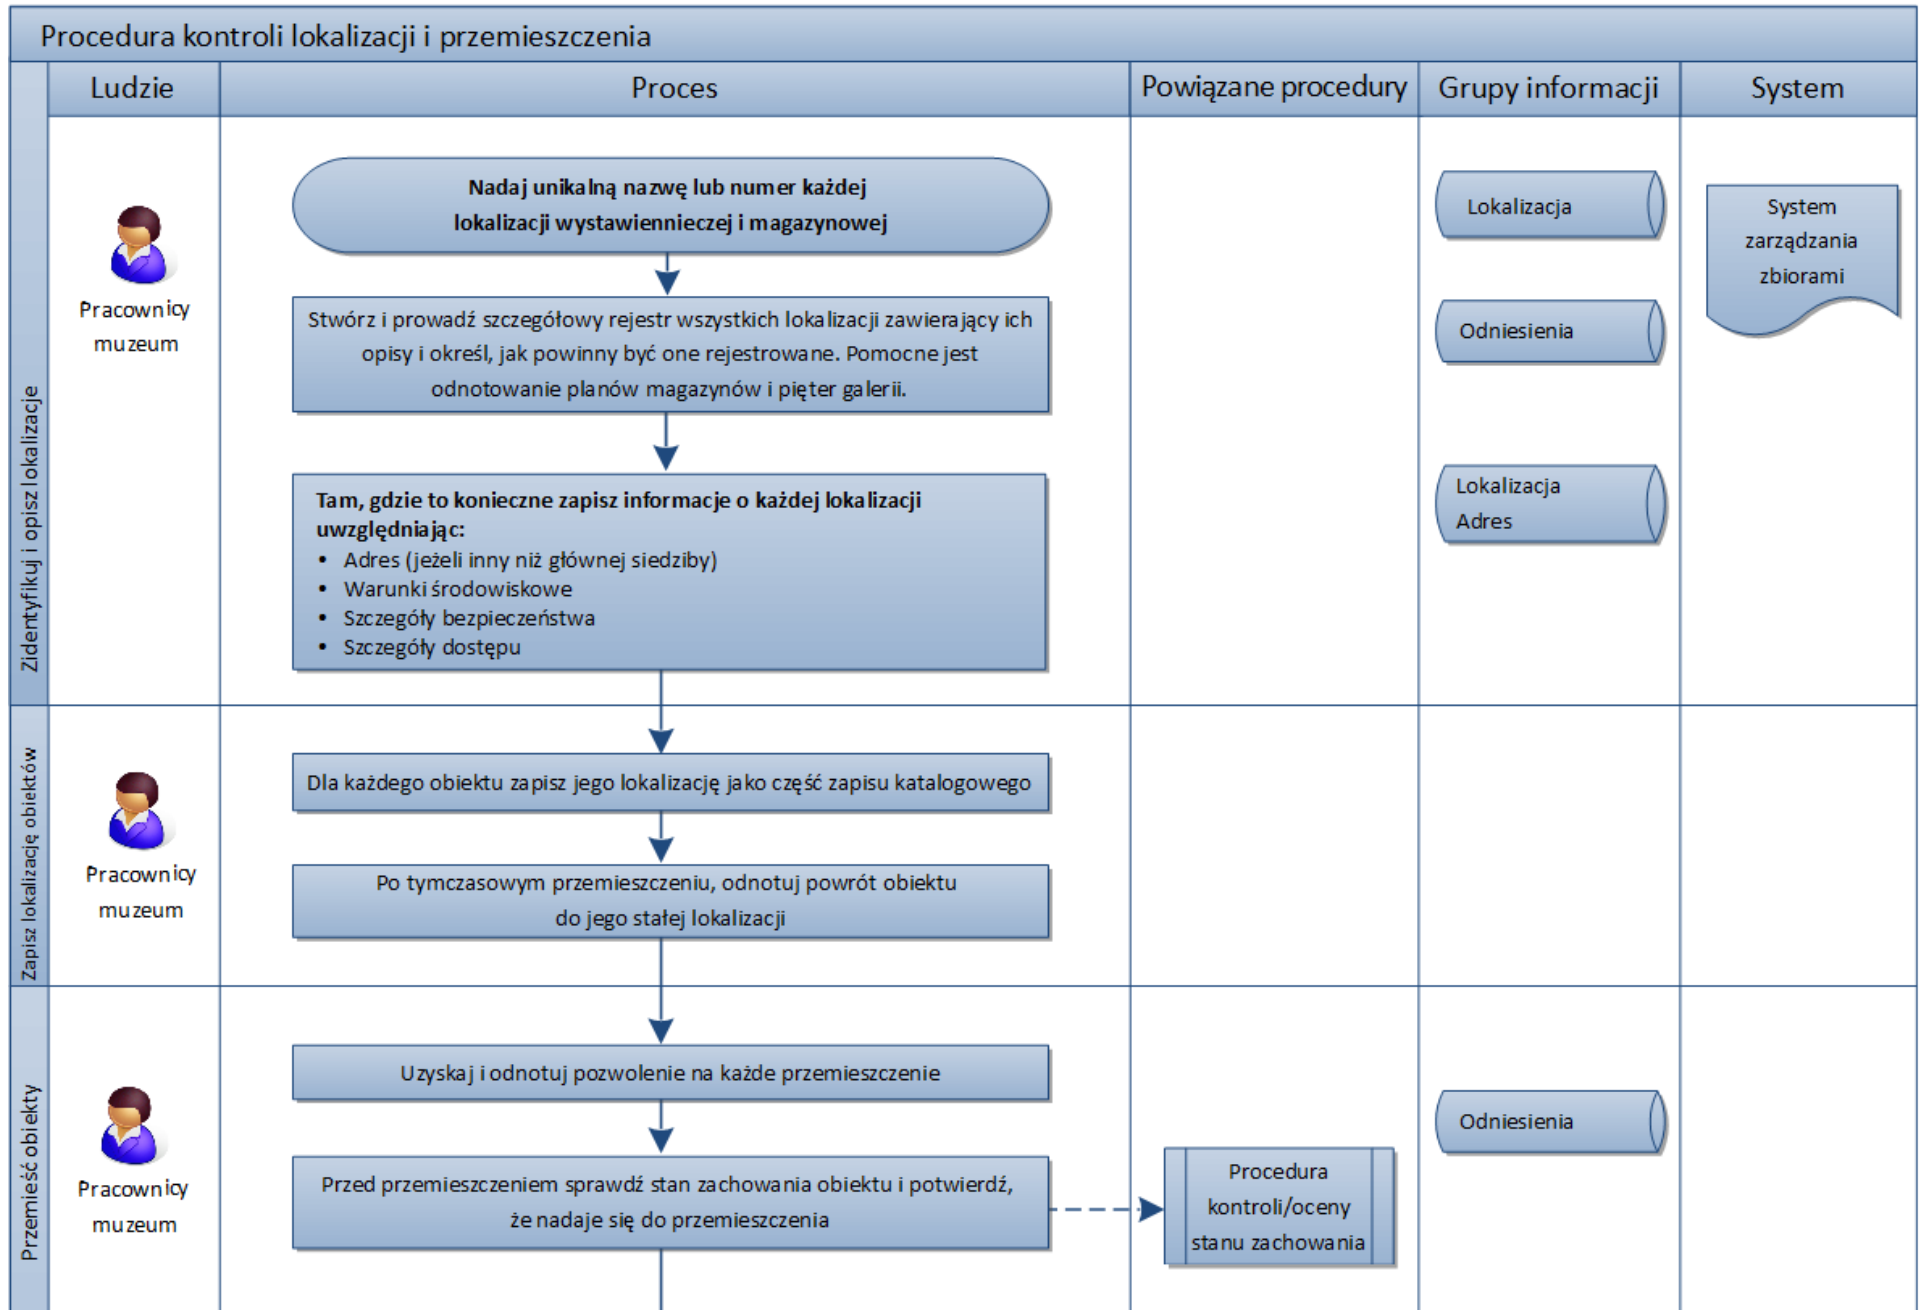 Procedura kontroli lokalizacji i przemieszczenia
Ludzie
Proces
Powiązane procedury
Grupy informacji
System
Zidentyfikuj i opisz lokalizacje
Pracownicy
muzeum
Nadaj unikalną nazwę lub numer każdej
lokalizacji wystawienniczej i magazynowej
Stwórz i prowadź szczegółowy rejestr wszystkich lokalizacji zawierający ich
opisy i określ, jak powinny być one rejestrowane. Pomocne jest
odnotowanie planów magazynów i pięter galerii.
Tam, gdzie to konieczne zapisz informacje o każdej lokalizacji
uwzględniając:
• Adres (jeżeli inny niż głównej siedziby)
• Warunki środowiskowe
• Szczegóły bezpieczeństwa
• Szczegóły dostępu
Lokalizacja
Odniesienia
Lokalizacja
Adres
System
zarządzania
zbiorami
Zapisz lokalizację obiektów
Pracownicy
muzeum
Dla każdego obiektu zapisz jego lokalizację jako część zapisu katalogowego
Po tymczasowym przemieszczeniu, odnotuj powrót obiektu
do jego stałej lokalizacji
Przemieść obiekty
Pracownicy
muzeum
Uzyskaj i odnotuj pozwolenie na każde przemieszczenie
Przed przemieszczeniem sprawdź stan zachowania obiektu i potwierdź,
że nadaje się do przemieszczenia
Procedura
kontroli/oceny
stanu zachowania
Odniesienia